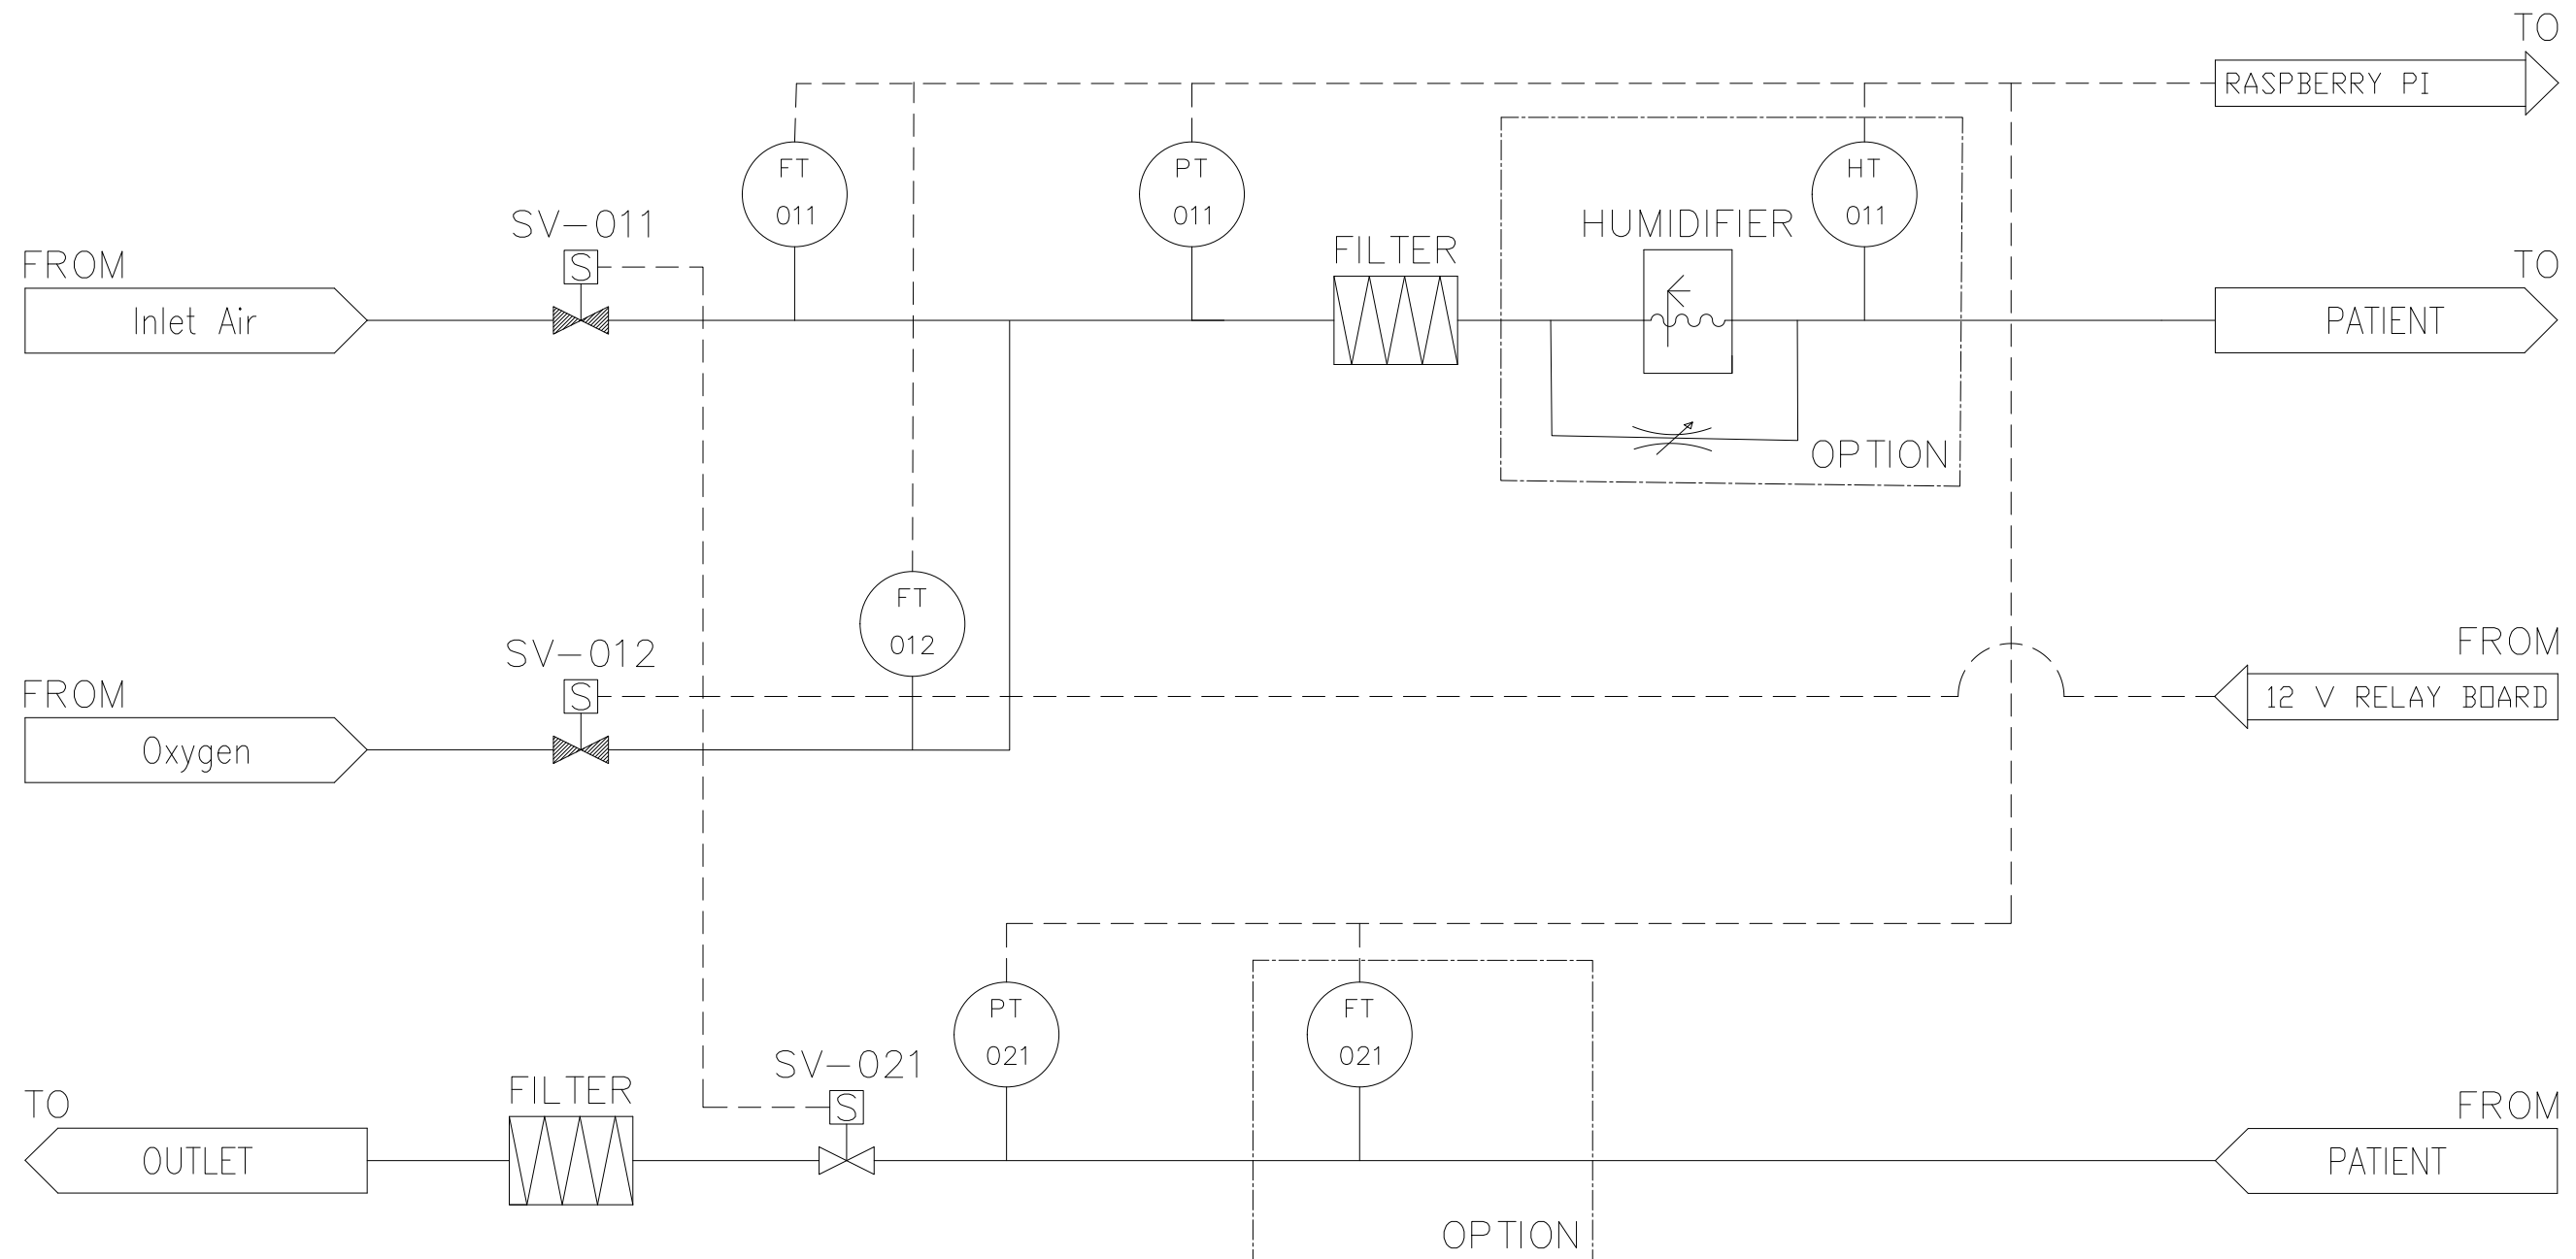 TO
RASPBERRY PI
FT
011
PT
011
HT
011
SV-011
S
HUMIDIFIER
FILTER
FROM
Inlet Air
TO
PATIENT
OPTION
FT
012
SV-012
S
FROM
Oxygen
FROM
12 V RELAY BOARD
PT
021
FT
021
SV-021
S
FILTER
TO
OUTLET
FROM
PATIENT
OPTION